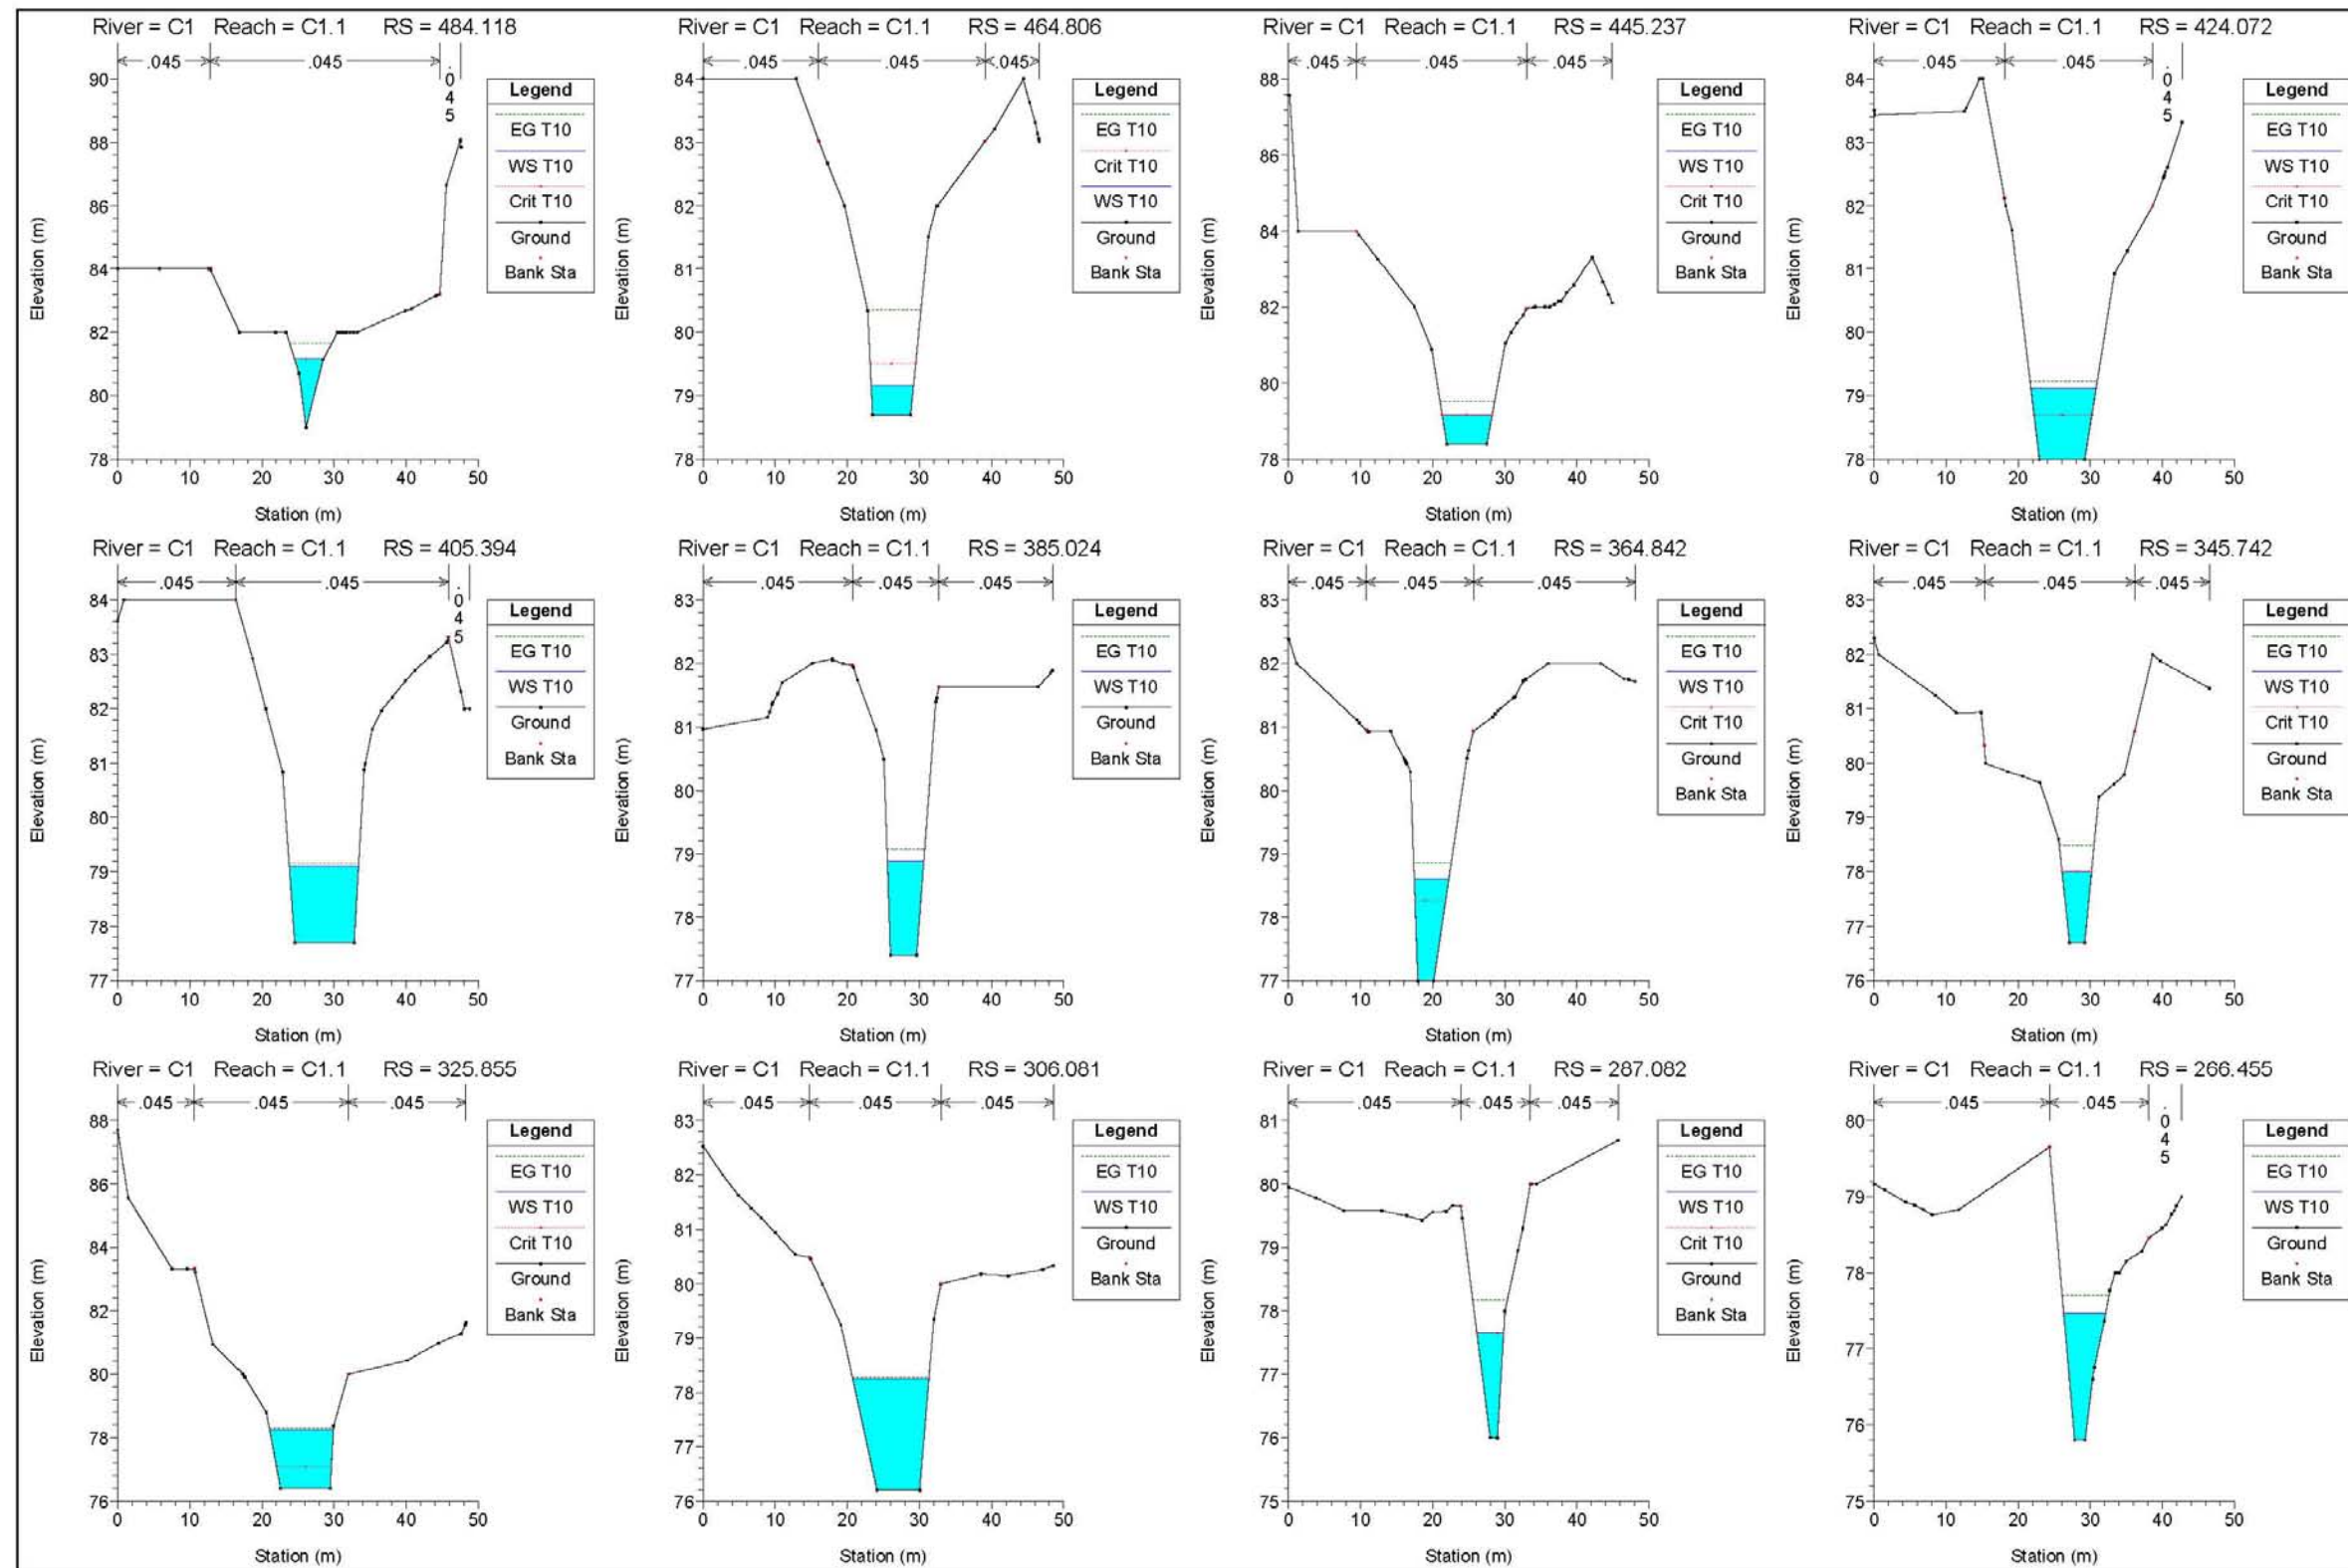 River = C1 Reach = C1.1 RS = 484.118
.045 .045 .045
90
88
86
84
82
80
78
Elevation (m)
Legend
EG T10
WS T10
Crit T10
Ground
Bank Sta
0 10 20 30 40 50
Station (m)
River = C1 Reach = C1.1 RS = 464.806
.045 .045 .045
84
83
82
81
80
79
78
Elevation (m)
Legend
EG T10
Crit T10
WS T10
Ground
Bank Sta
0 10 20 30 40 50
Station (m)
River = C1 Reach = C1.1 RS = 445.237
.045 .045 .045
88
86
84
82
80
78
Elevation (m)
Legend
EG T10
WS T10
Crit T10
Ground
Bank Sta
0 10 20 30 40 50
Station (m)
River = C1 Reach = C1.1 RS = 424.072
.045 .045 .045
84
83
82
81
80
79
78
Elevation (m)
Legend
EG T10
WS T10
Crit T10
Ground
Bank Sta
0 10 20 30 40 50
Station (m)
River = C1 Reach = C1.1 RS = 405.394
.045 .045 .045
84
83
82
81
80
79
78
77
Elevation (m)
Legend
EG T10
WS T10
Ground
Bank Sta
0 10 20 30 40 50
Station (m)
River = C1 Reach = C1.1 RS = 385.024
.045 .045 .045
83
82
81
80
79
78
77
Elevation (m)
Legend
EG T10
WS T10
Ground
Bank Sta
0 10 20 30 40 50
Station (m)
River = C1 Reach = C1.1 RS = 364.842
.045 .045 .045
83
82
81
80
79
78
77
Elevation (m)
Legend
EG T10
WS T10
Crit T10
Ground
Bank Sta
0 10 20 30 40 50
Station (m)
River = C1 Reach = C1.1 RS = 345.742
.045 .045 .045
83
82
81
80
79
78
77
76
Elevation (m)
Legend
EG T10
WS T10
Crit T10
Ground
Bank Sta
0 10 20 30 40 50
Station (m)
River = C1 Reach = C1.1 RS = 325.855
.045 .045 .045
88
86
84
82
80
78
76
Elevation (m)
Legend
EG T10
WS T10
Crit T10
Ground
Bank Sta
0 10 20 30 40 50
Station (m)
River = C1 Reach = C1.1 RS = 306.081
.045 .045 .045
83
82
81
80
79
78
77
76
Elevation (m)
Legend
EG T10
WS T10
Ground
Bank Sta
0 10 20 30 40 50
Station (m)
River = C1 Reach = C1.1 RS = 287.082
.045 .045 .045
81
80
79
78
77
76
75
Elevation (m)
Legend
EG T10
WS T10
Crit T10
Ground
Bank Sta
0 10 20 30 40 50
Station (m)
River = C1 Reach = C1.1 RS = 266.455
.045 .045 .045
80
79
78
77
76
75
Elevation (m)
Legend
EG T10
WS T10
Ground
Bank Sta
0 10 20 30 40 50
Station (m)